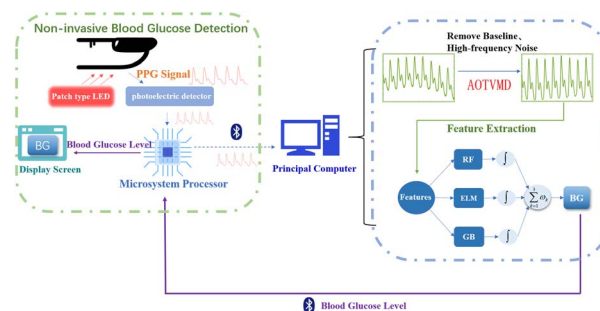 Non-invasive Blood Glucose Detection
PPG Signal
Patch type LED
photoelectric detector
BG
Blood Glucose Level
Display Screen
Microsystem Processor
Principal Computer
Remove Baseline、
High-frequency Noise
AOTVMD
Feature Extraction
Features
RF
∫
ELM
∫
GB
∫
BG
Blood Glucose Level